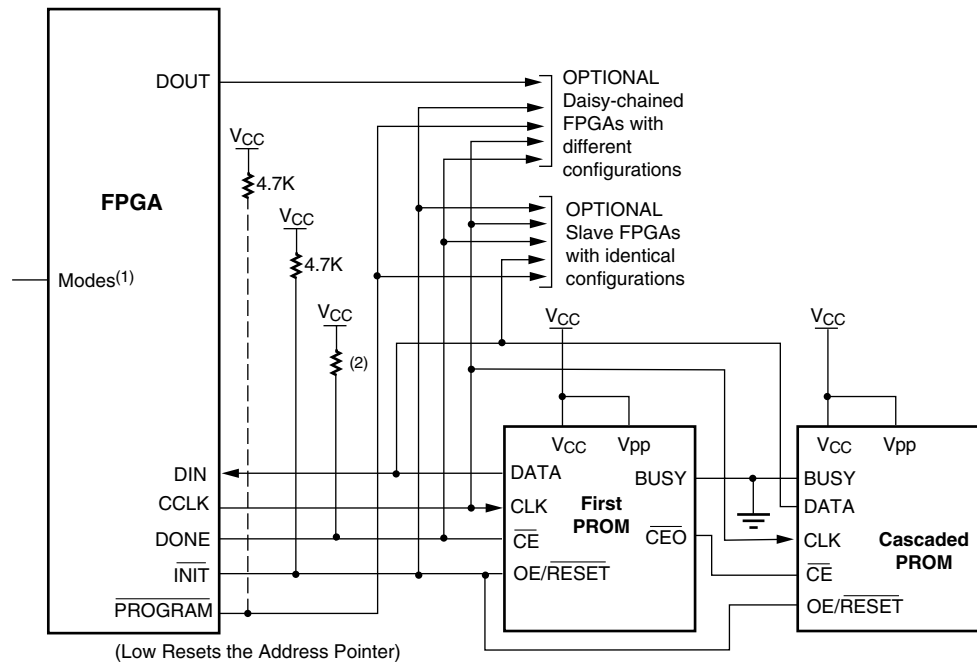 DOUT
OPTIONAL
Daisy-chained
FPGAs with
different
configurations
VCC
4.7K
FPGA
VCC
4.7K
OPTIONAL
Slave FPGAs
with identical
configurations
Modes(1)
VCC
(2)
VCC
VCC
VCC
Vpp
VCC
Vpp
DIN
DATA
BUSY
BUSY
CCLK
CLK
First
PROM
DATA
DONE
CE
CEO
CLK
Cascaded
PROM
INIT
OE/RESET
CE
PROGRAM
OE/RESET
(Low Resets the Address Pointer)